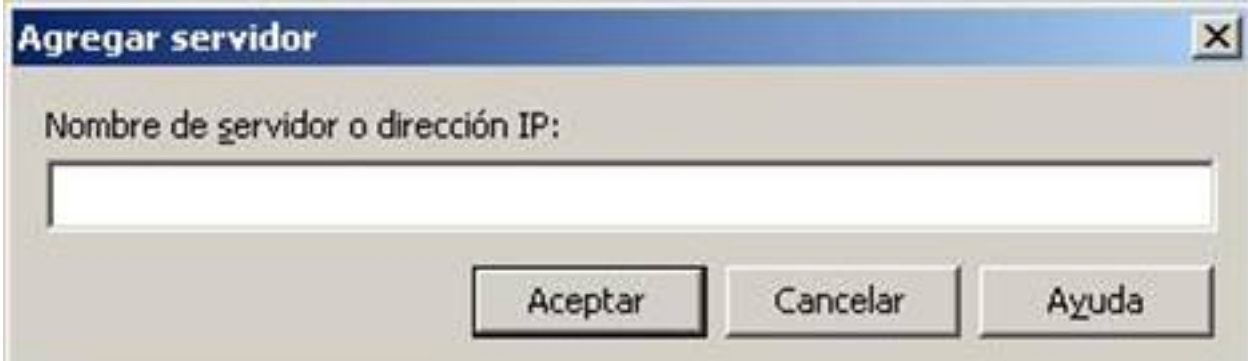 Agregar servidor
Nombre de servidor o dirección IP:
Aceptar Cancelar Ayuda